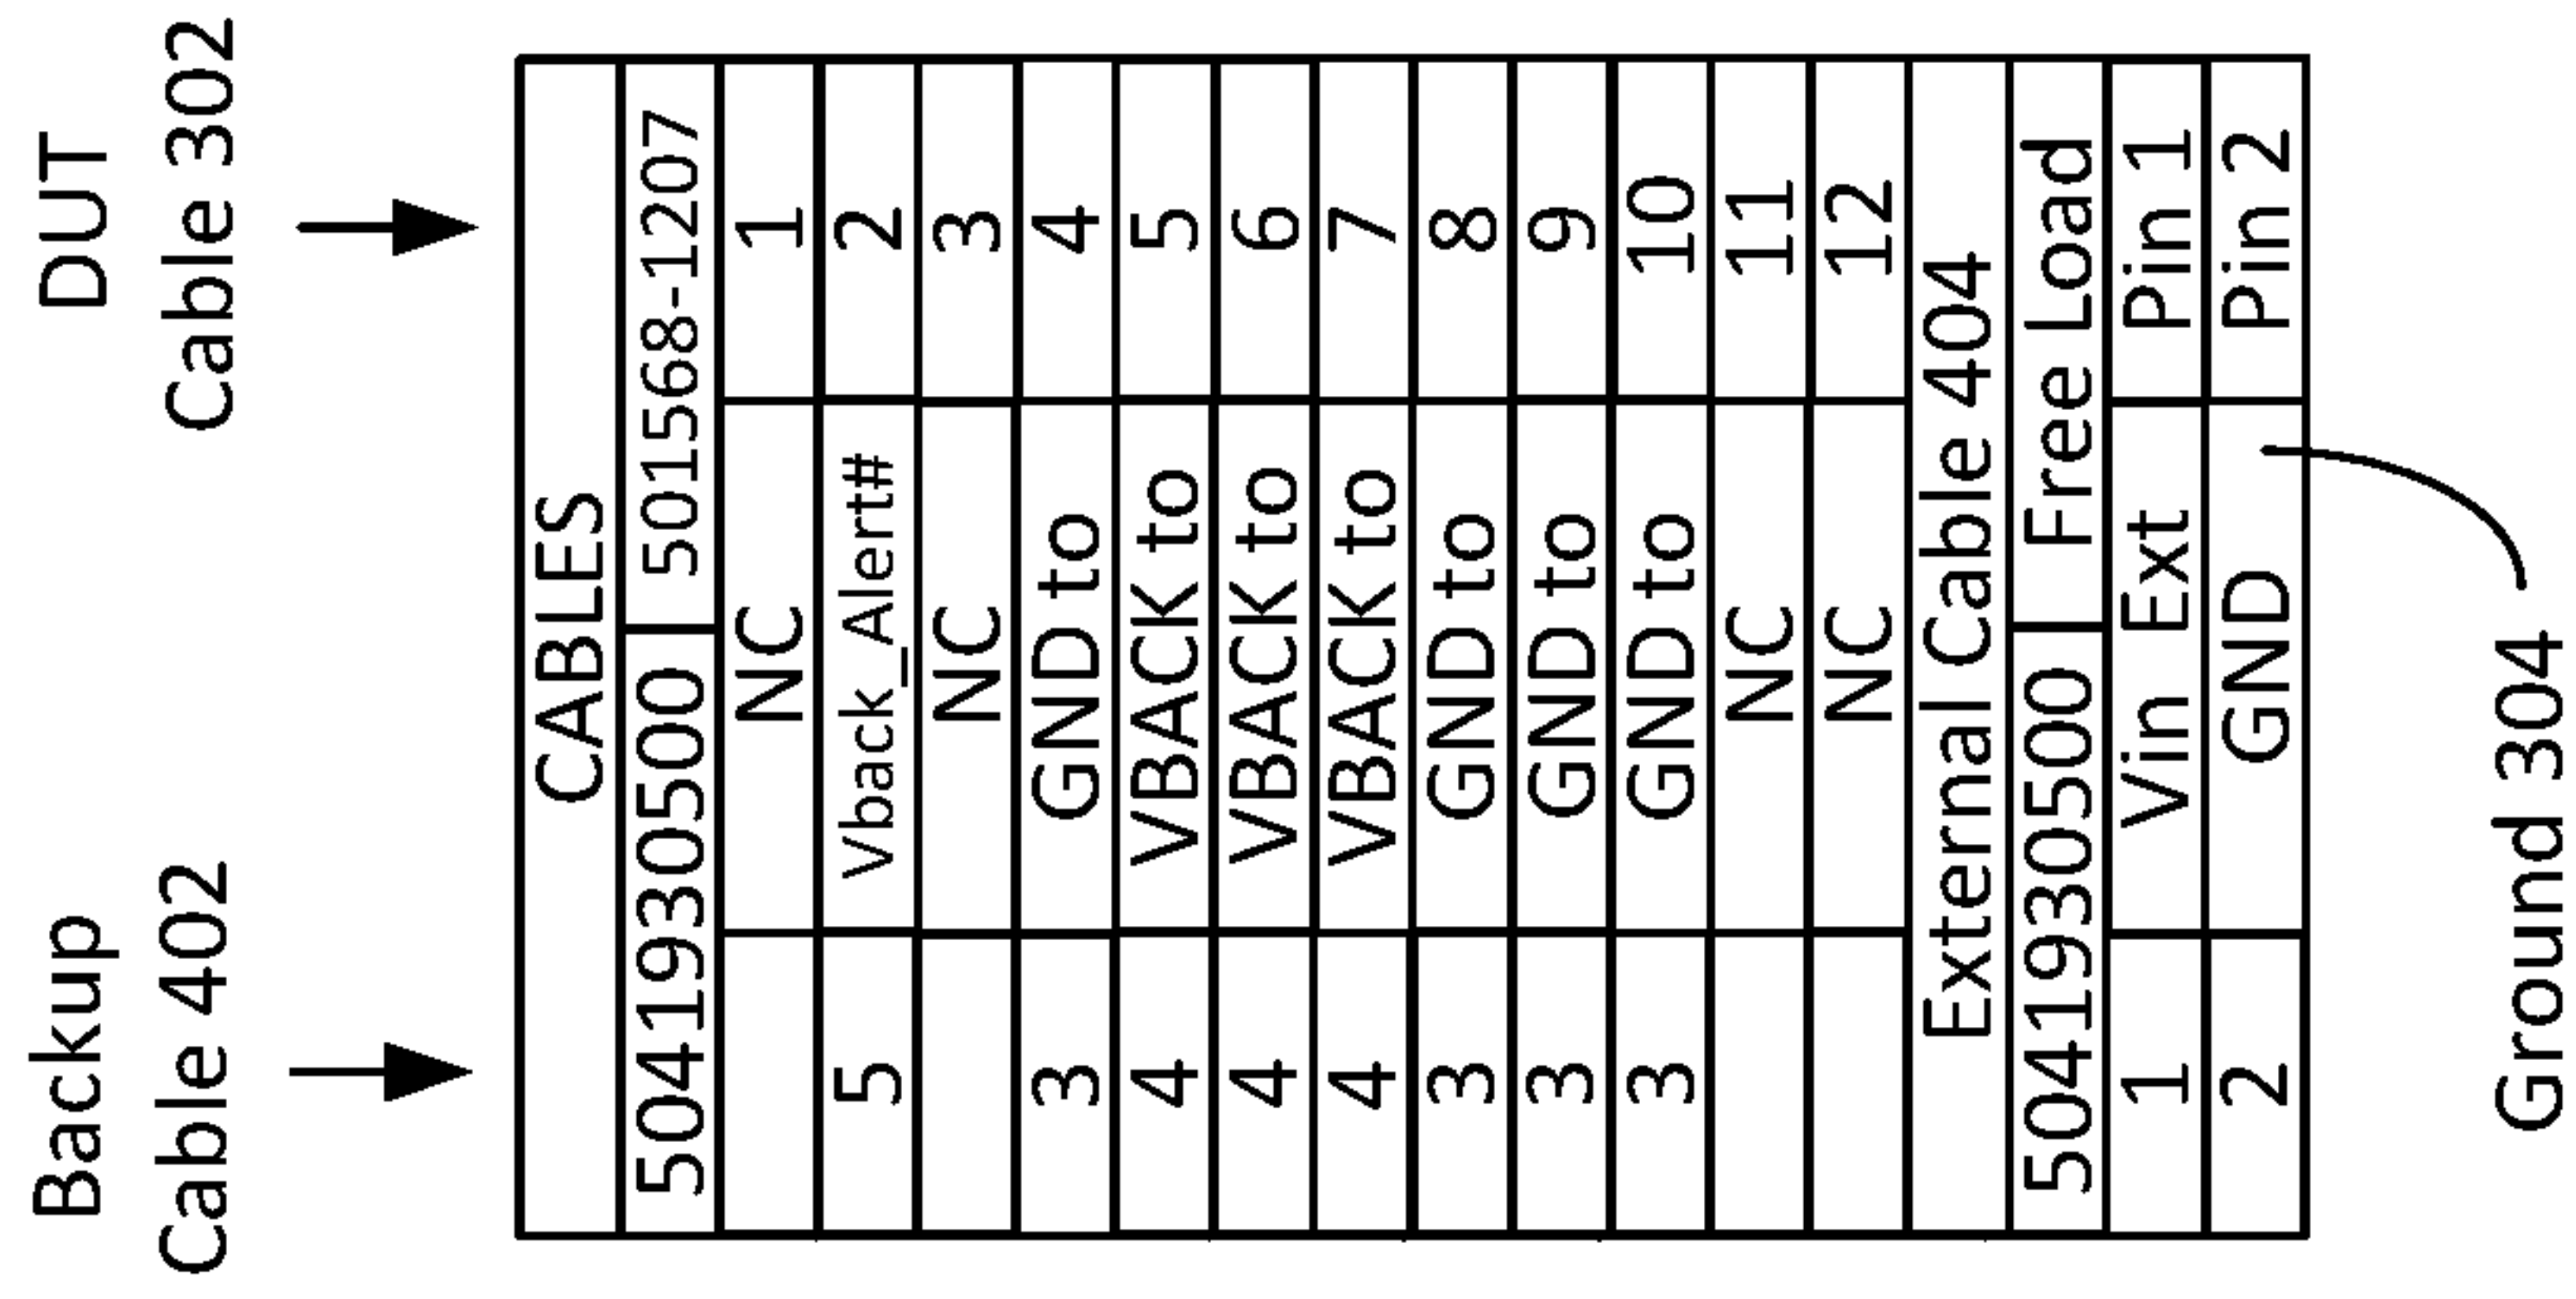 Backup DUT
Cable 402 Cable 302
CABLES
5041930500 501568-1207
NC 1
5 Vback_Alert# 2
NC 3
3 GND to 4
4 VBACK to 5
4 VBACK to 6
4 VBACK to 7
3 GND to 8
3 GND to 9
3 GND to 10
NC 11
NC 12
External Cable 404
5041930500 Free Load
1 Vin Ext Pin 1
2 GND Pin 2
Ground 304